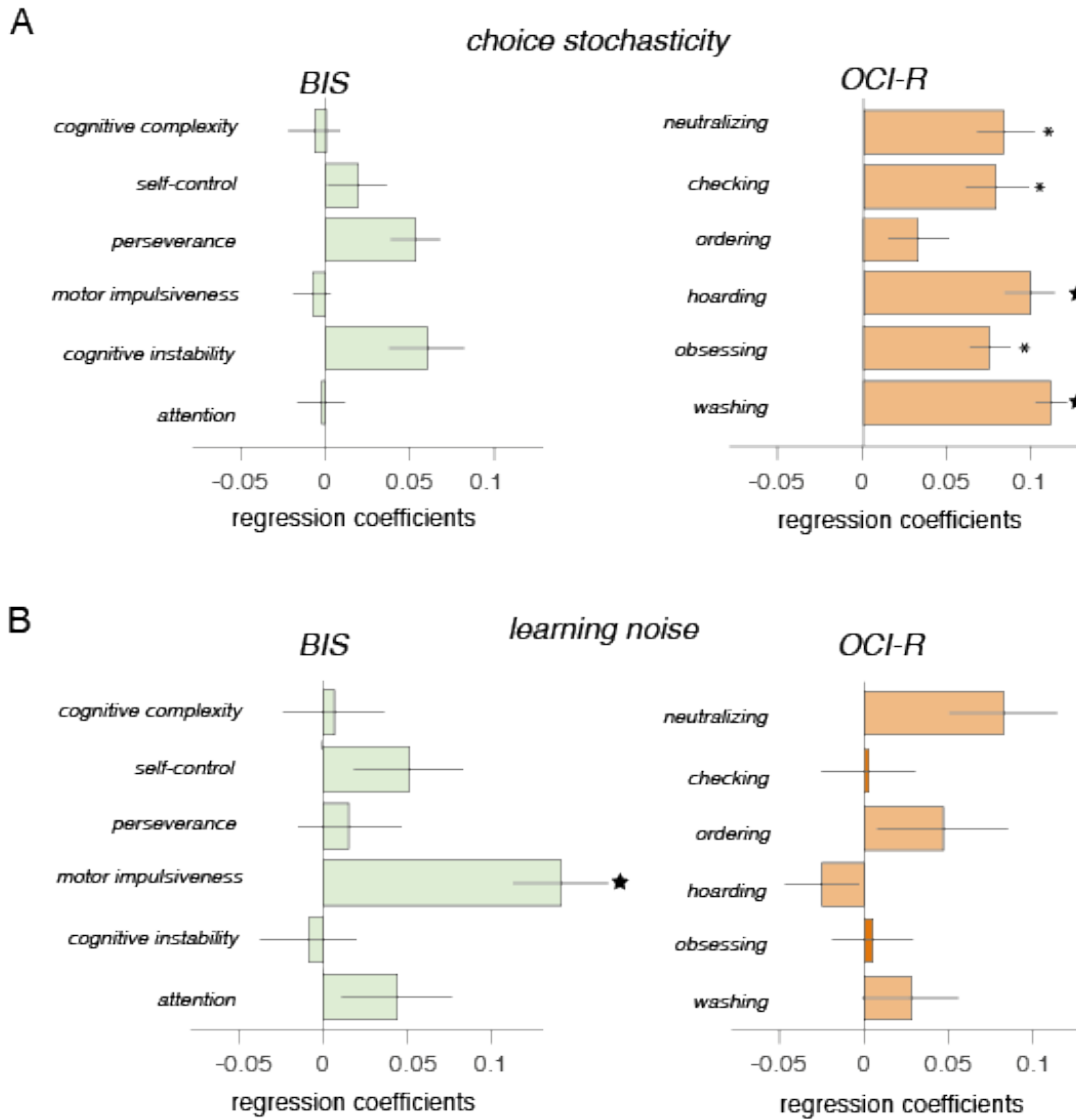 A
choice stochasticity
BIS
cognitive complexity
self-control
perseverance
motor impulsiveness
cognitive instability
attention
-0.05 0 0.05 0.1
regression coefficients
OCI-R
neutralizing *
checking *
ordering
hoarding ★
obsessing *
washing ★
-0.05 0 0.05 0.1
regression coefficients
B
learning noise
BIS
cognitive complexity
self-control
perseverance
motor impulsiveness ★
cognitive instability
attention
-0.05 0 0.05 0.1
regression coefficients
OCI-R
neutralizing
checking
ordering
hoarding
obsessing
washing
-0.05 0 0.05 0.1
regression coefficients